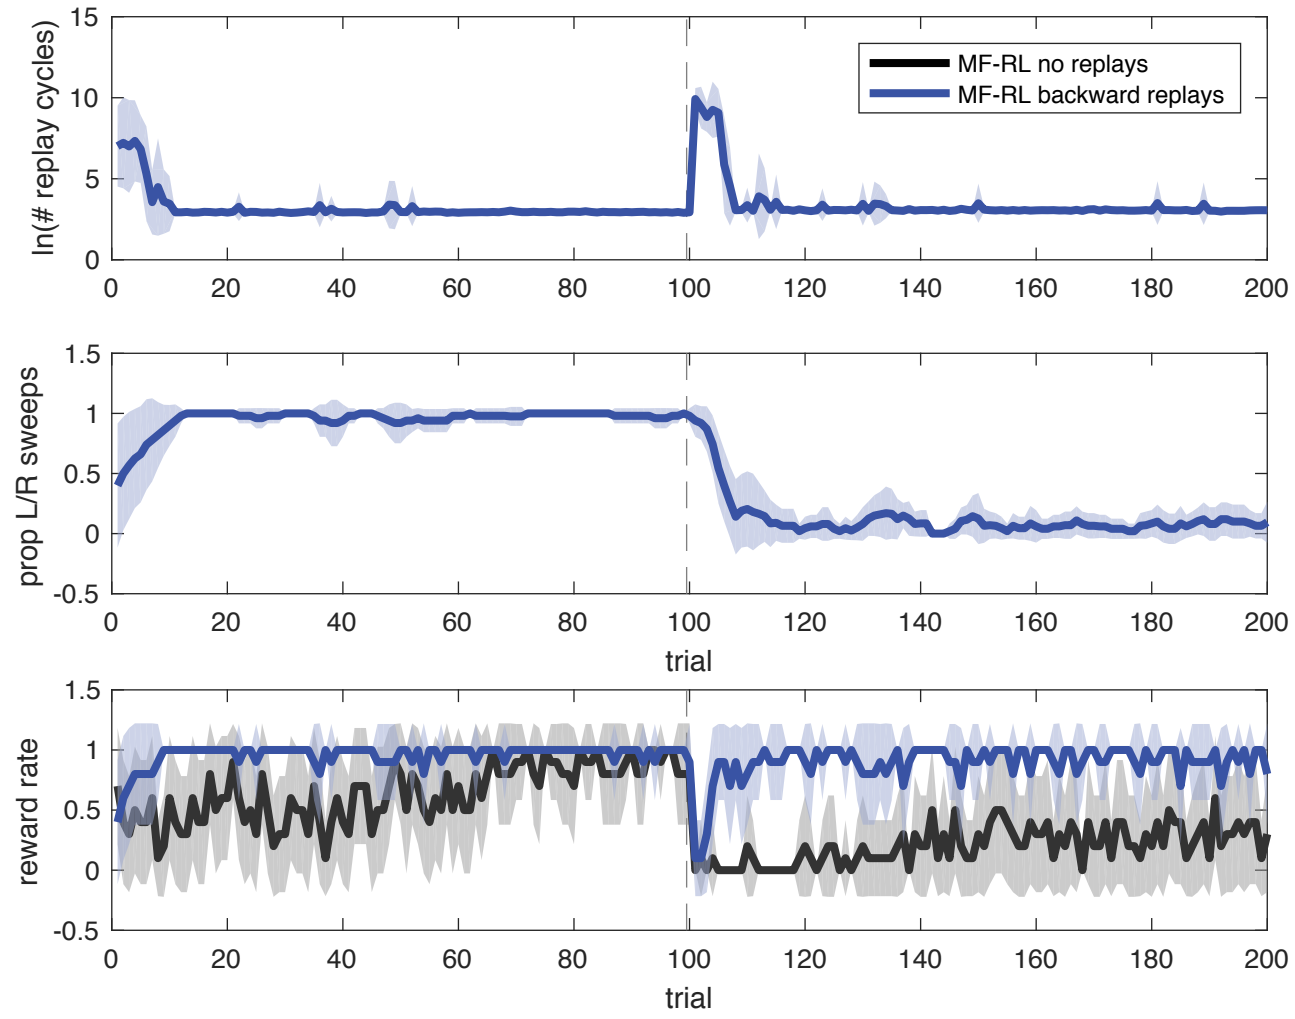 15
10
5
0
ln(# replay cycles)
MF-RL no replays
MF-RL backward replays
0 20 40 60 80 100 120 140 160 180 200
1.5
1
0.5
0
-0.5
prop L/R sweeps
0 20 40 60 80 100 120 140 160 180 200
trial
1.5
1
0.5
0
-0.5
reward rate
0 20 40 60 80 100 120 140 160 180 200
trial